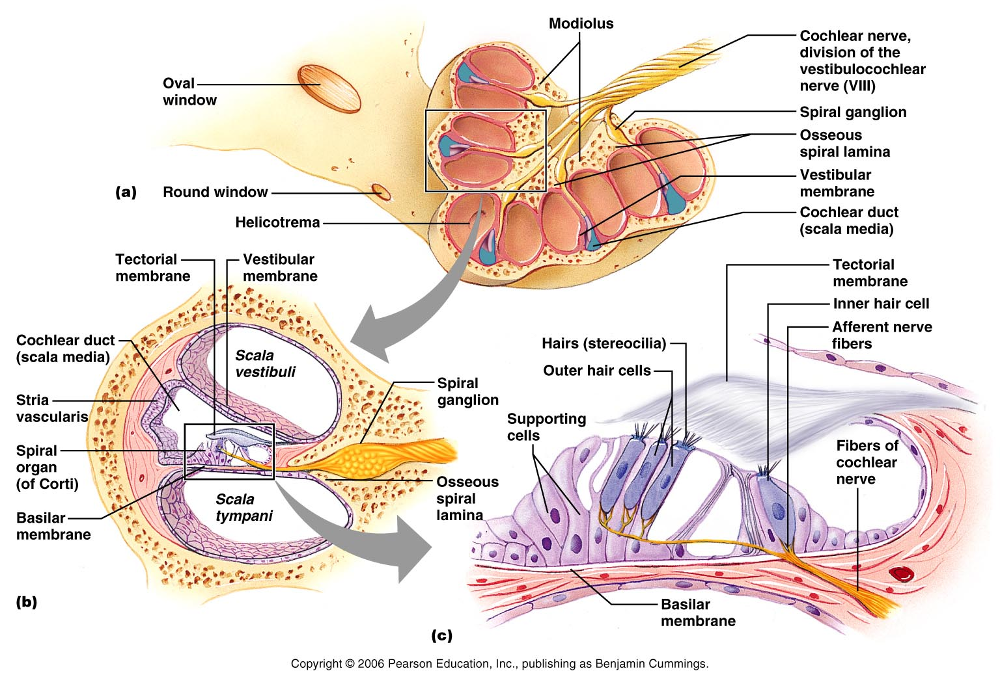 Modiolus
Cochlear nerve,
division of the
vestibulocochlear
nerve (VIII)
Oval
window
Spiral ganglion
Osseous
spiral lamina
Vestibular
membrane
(a)
Round window
Cochlear duct
(scala media)
Helicotrema
Tectorial
membrane
Vestibular
membrane
Cochlear duct
(scala media)
Scala
vestibuli
Stria
vascularis
Spiral
ganglion
Spiral
organ
(of Corti)
Osseous
spiral
lamina
Scala
tympani
Basilar
membrane
(b)
Tectorial
membrane
Inner hair cell
Afferent nerve
fibers
Hairs (stereocilia)
Outer hair cells
Supporting
cells
Fibers of
cochlear
nerve
Basilar
membrane
(c)
Copyright © 2006 Pearson Education, Inc., publishing as Benjamin Cummings.